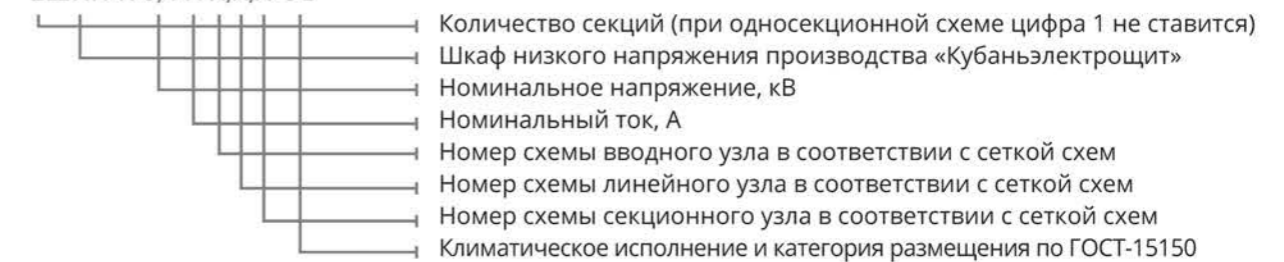 Количество секций (при односекционной схеме цифра 1 не ставится)
Шкаф низкого напряжения производства «Кубаньэлектрощит»
Номинальное напряжение, кВ
Номинальный ток, А
Номер схемы вводного узла в соответствии с сеткой схем
Номер схемы линейного узла в соответствии с сеткой схем
Номер схемы секционного узла в соответствии с сеткой схем
Климатическое исполнение и категория размещения по ГОСТ-15150